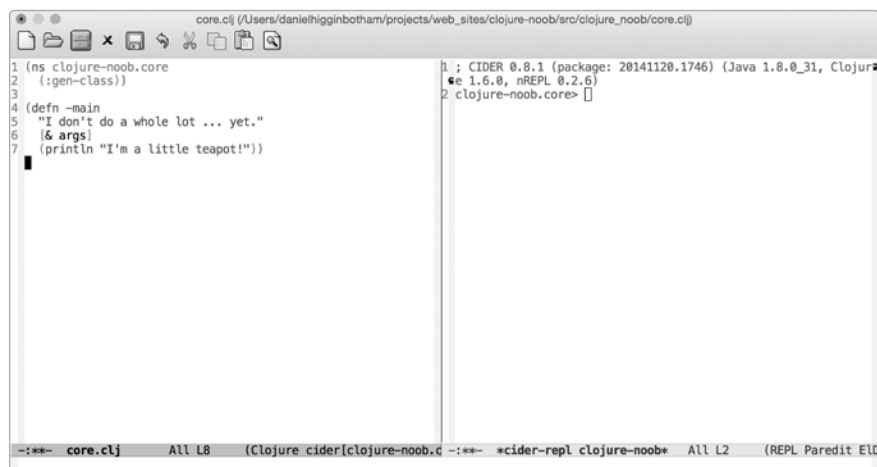 core.clj (/Users/danielhigginbotham/projects/web_sites/clojure-noob/src/clojure_noob/core.clj)
1 (ns clojure-noob.core
2 (:gen-class))
3
4 (defn -main
5 "I don't do a whole lot ... yet."
6 [& args]
7 (println "I'm a little teapot!"))
1 ; CIDER 0.8.1 (package: 20141120.1746) (Java 1.8.0_31, Clojur
e 1.6.0, nREPL 0.2.6)
2 clojure-noob.core>
-:**- core.clj All L8 (Clojure cider[clojure-noob.c
-:**- *cider-repl clojure-noob* All L2 (REPL Paredit ElD